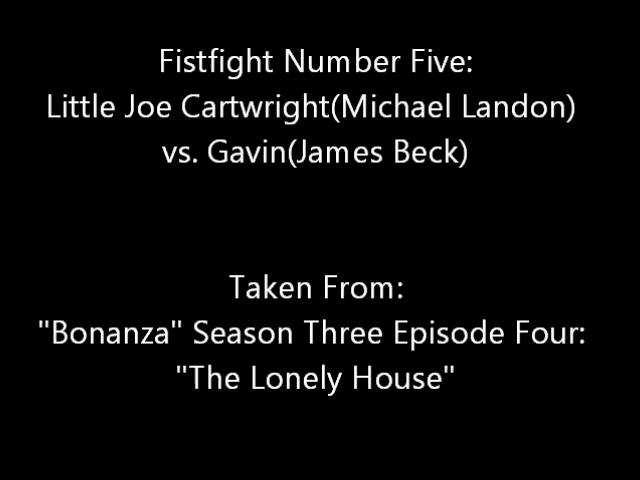 Fistfight Number Five:
Little Joe Cartwright(Michael Landon)
vs. Gavin(James Beck)
Taken From:
"Bonanza" Season Three Episode Four:
"The Lonely House"